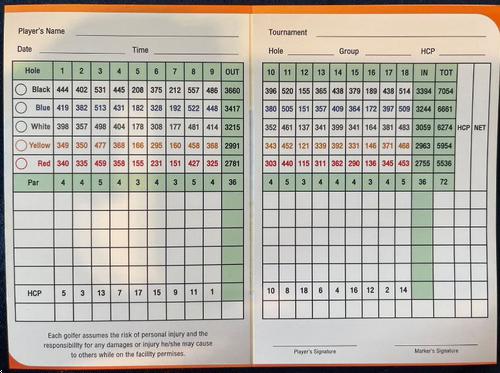 Player's Name
Date Time
Hole 1 2 3 4 5 6 7 8 9 OUT
Black 444 402 531 445 208 375 212 557 486 3660
Blue 419 382 513 431 182 328 192 522 448 3417
White 398 357 498 404 178 308 177 481 414 3215
Yellow 349 350 477 368 166 295 160 458 368 2991
Red 340 335 459 358 155 231 151 427 325 2781
Par 4 4 5 4 3 4 3 5 4 36
HCP 5 3 13 7 17 15 9 11 1
Each golfer assumes the risk of personal injury and the
responsibility for any damages or injury he/she may cause
to others while on the facility permises.
Tournament
Hole Group HCP
10 11 12 13 14 15 16 17 18 IN TOT
396 520 155 365 438 379 189 438 514 3394 7054
380 505 151 357 409 364 172 397 509 3244 6661
352 461 137 341 399 341 164 381 483 3059 6274 HCP NET
343 452 121 339 392 331 146 371 468 2963 5954
303 440 115 311 362 290 136 345 453 2755 5536
4 5 3 4 4 4 3 4 5 36 72
10 8 18 6 4 16 12 2 14
Player's Signature Marker's Signature